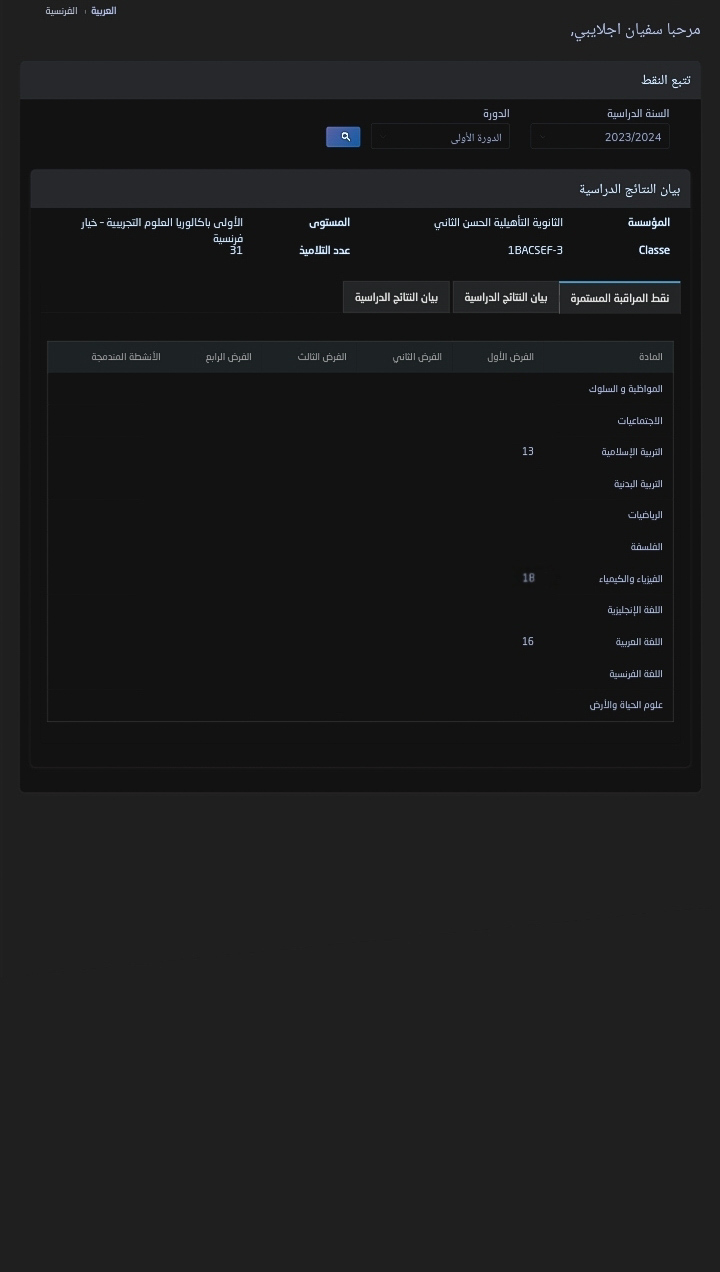 العربية ، الفرنسية
مرحبا سفيان اجلايبي,
تتبع النقط
السنة الدراسية الدورة
2023/2024 الدورة الأولى
بيان النتائج الدراسية
المؤسسة الثانوية التأهيلية الحسن الثاني المستوى الأولى باكالوريا العلوم التجريبية – خيار
فرنسية
Classe 1BACSEF-3 عدد التلاميذ 31
نقط المراقبة المستمرة بيان النتائج الدراسية بيان النتائج الدراسية
المادة الفرض الأول الفرض الثاني الفرض الثالث الفرض الرابع الأنشطة المندمجة
المواظبة و السلوك
الاجتماعيات
التربية الإسلامية 13
التربية البدنية
الرياضيات
الفلسفة
الفيزياء والكيمياء 18
اللغة الإنجليزية
اللغة العربية 16
اللغة الفرنسية
علوم الحياة والأرض